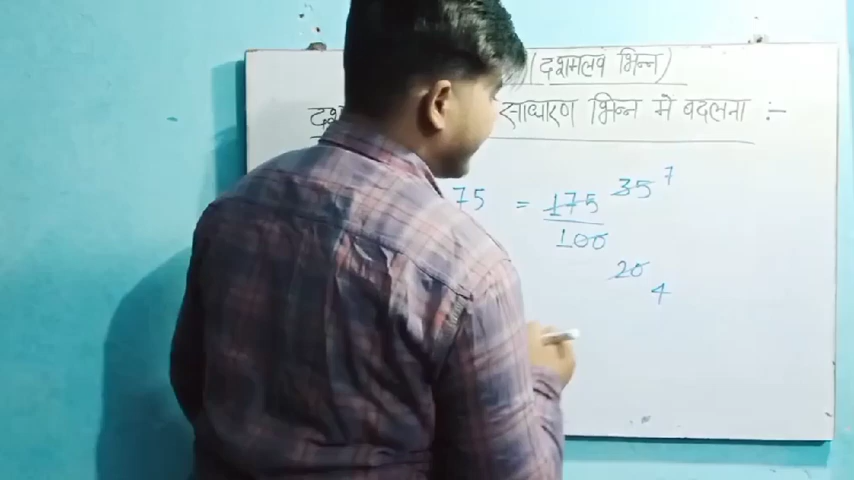 (दशमलव भिन्न)
साधारण भिन्न मे बदलना :-
75 = 175 35 7
100
20
4